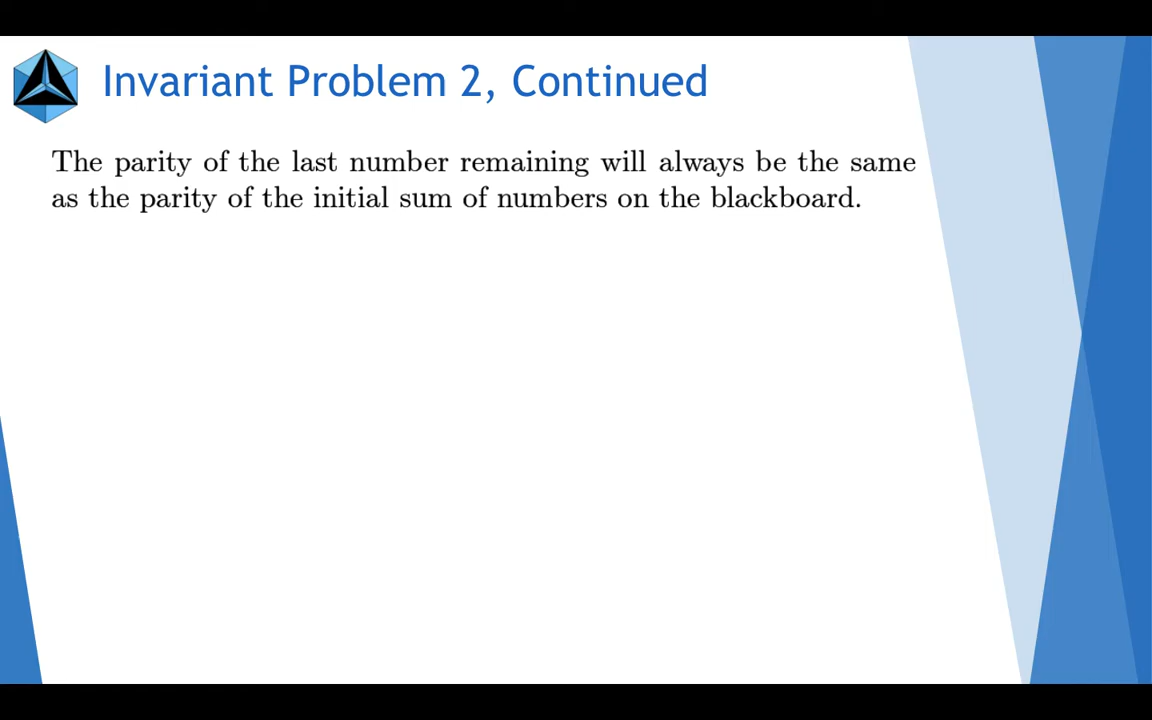 Invariant Problem 2, Continued
The parity of the last number remaining will always be the same
as the parity of the initial sum of numbers on the blackboard.